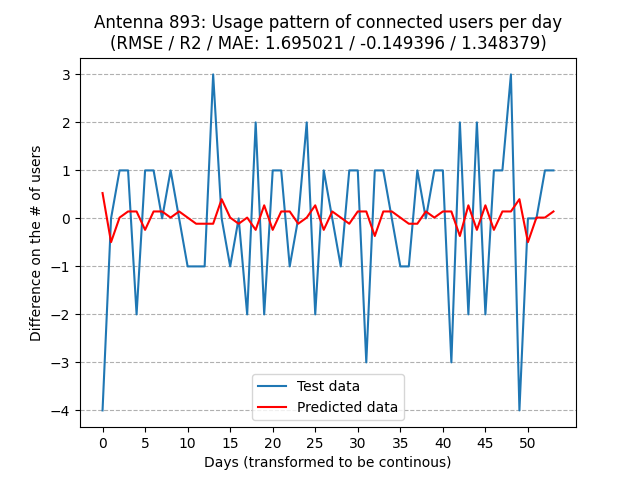 Antenna 893: Usage pattern of connected users per day
(RMSE / R2 / MAE: 1.695021 / -0.149396 / 1.348379)
Difference on the # of users
3
2
1
0
−1
−2
−3
−4
Test data
Predicted data
0 5 10 15 20 25 30 35 40 45 50
Days (transformed to be continous)